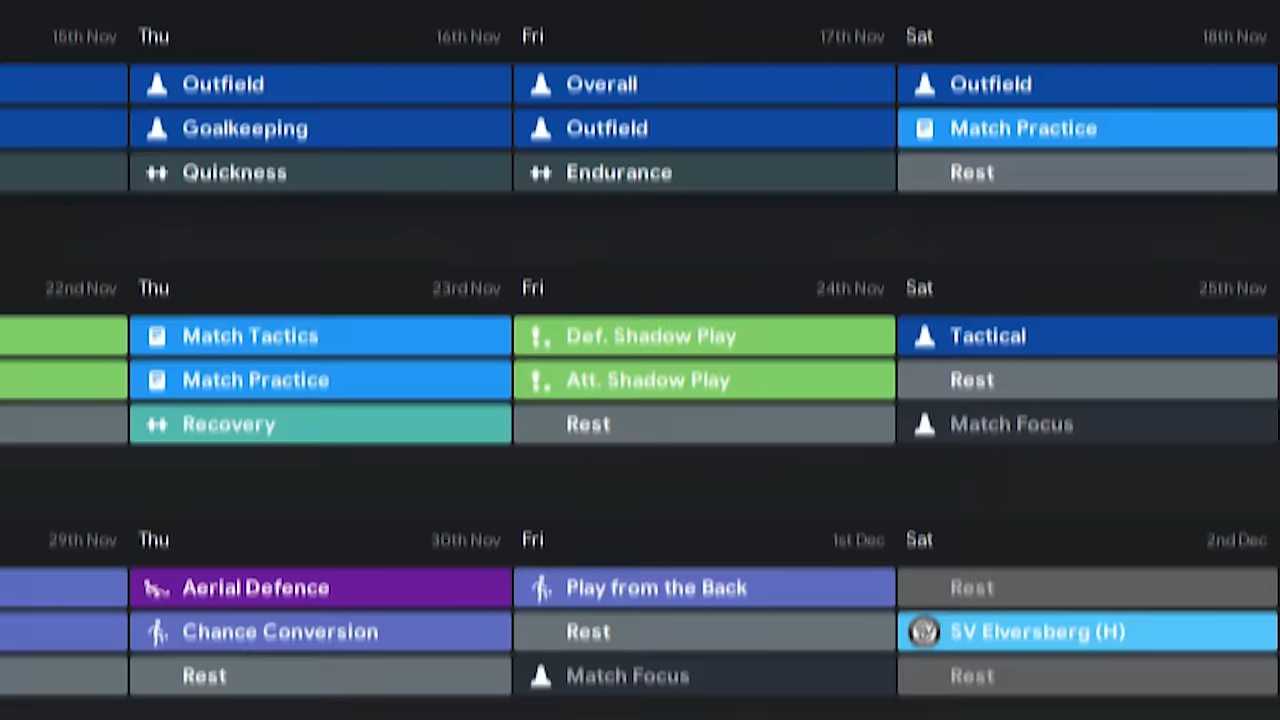 15th Nov Thu 16th Nov Fri 17th Nov Sat 18th Nov
Outfield Overall Outfield
Goalkeeping Outfield Match Practice
Quickness Endurance Rest
22nd Nov Thu 23rd Nov Fri 24th Nov Sat 25th Nov
Match Tactics Def. Shadow Play Tactical
Match Practice Att. Shadow Play Rest
Recovery Rest Match Focus
29th Nov Thu 30th Nov Fri 1st Dec Sat 2nd Dec
Aerial Defence Play from the Back Rest
Chance Conversion Rest SV Elversberg (H)
Rest Match Focus Rest